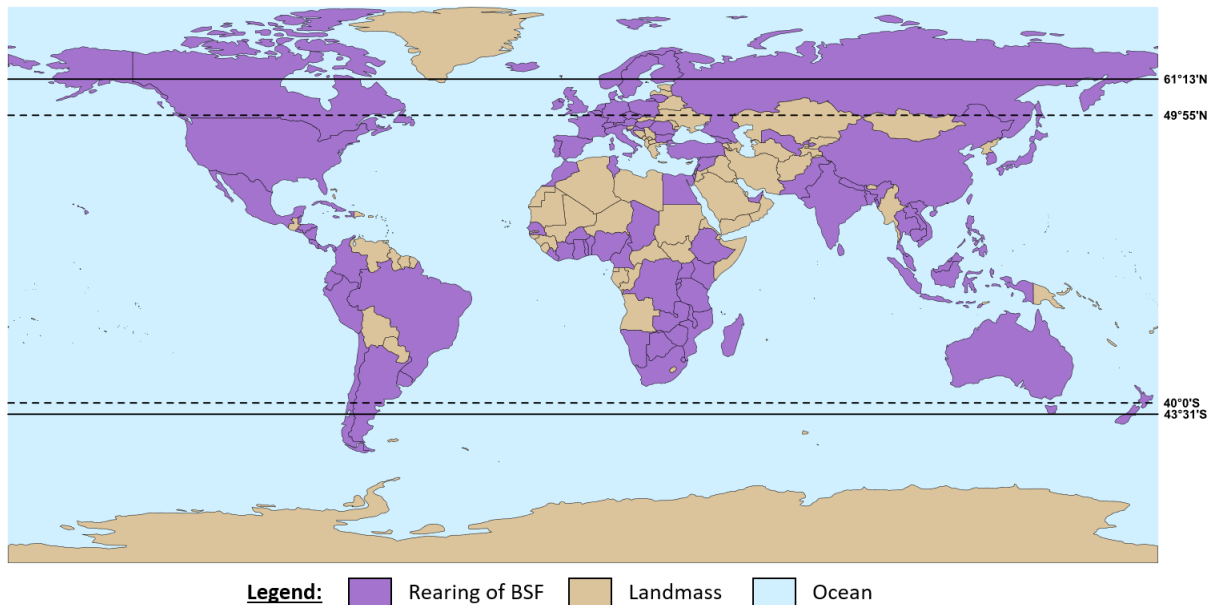 61°13'N
49°55'N
40°0'S
43°31'S
Legend: Rearing of BSF Landmass Ocean